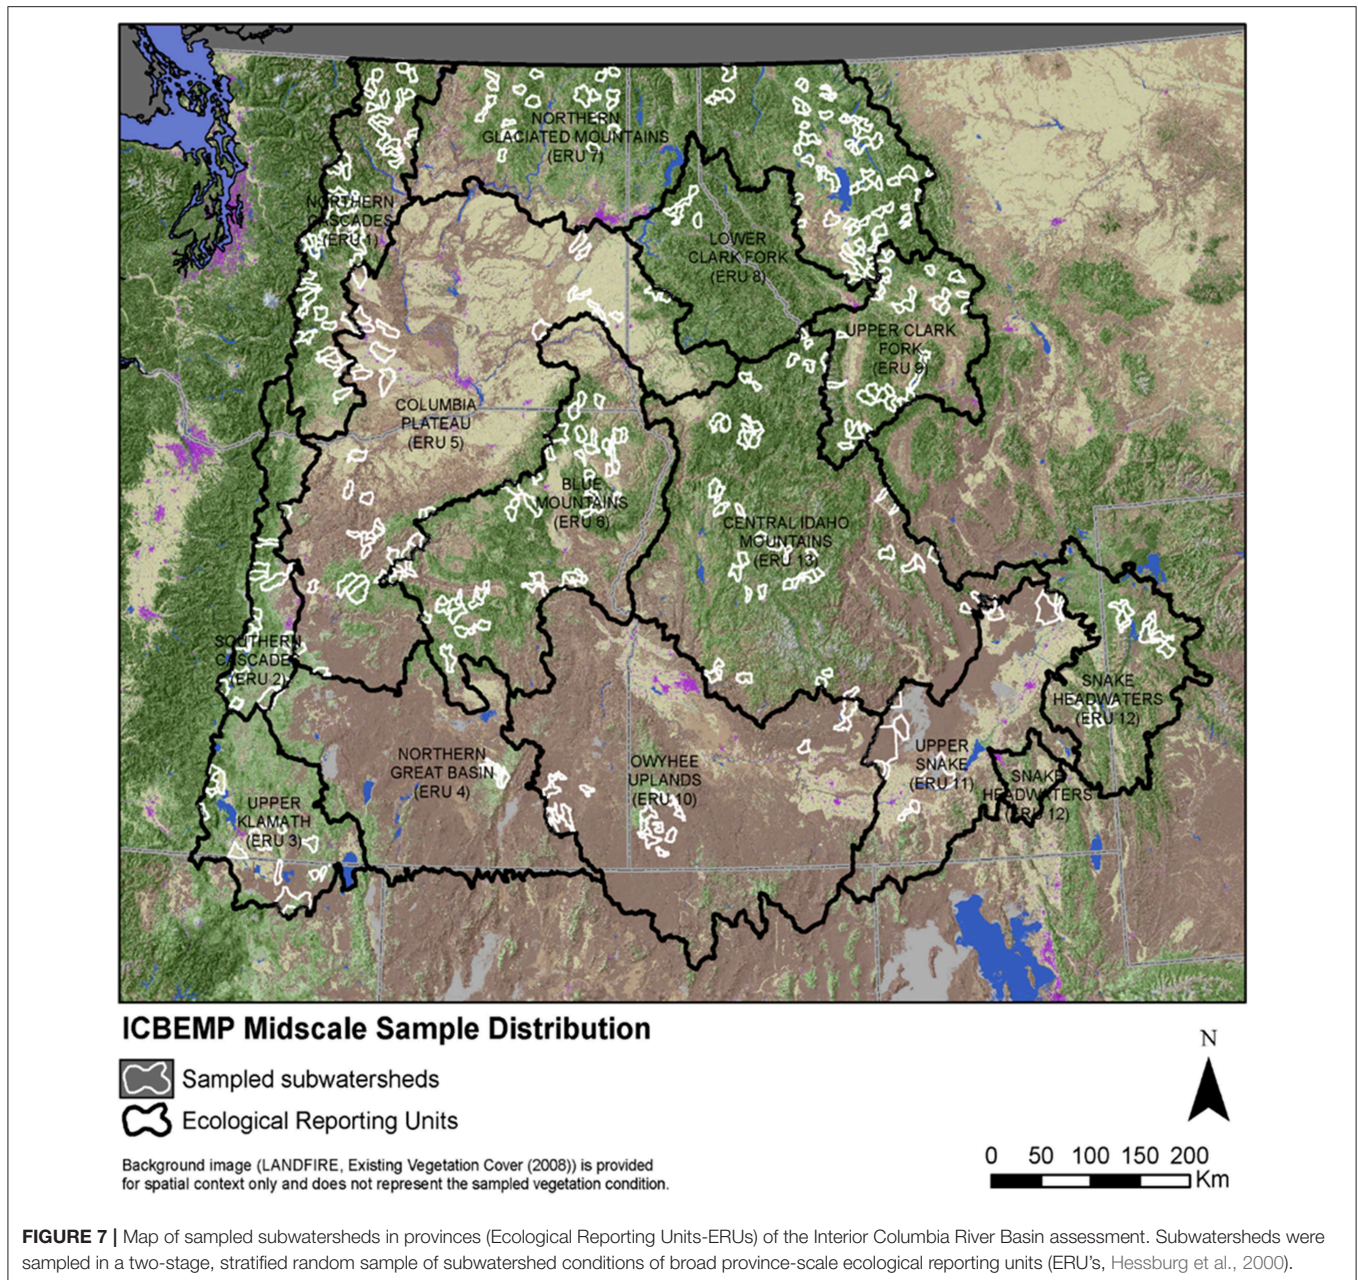 NORTHERN
GLACIATED MOUNTAINS
(ERU 7)
NORTHERN
CASCADES
(ERU 1)
LOWER
CLARK FORK
(ERU 8)
UPPER CLARK
FORK
(ERU 9)
COLUMBIA
PLATEAU
(ERU 5)
BLUE
MOUNTAINS
(ERU 6)
CENTRAL IDAHO
MOUNTAINS
(ERU 13)
SOUTHERN
CASCADES
(ERU 2)
SNAKE
HEADWATERS
(ERU 12)
NORTHERN
GREAT BASIN
(ERU 4)
OWYHEE
UPLANDS
(ERU 10)
UPPER
SNAKE
(ERU 11)
SNAKE
HEADWATERS
(ERU 12)
UPPER
KLAMATH
(ERU 3)
ICBEMP Midscale Sample Distribution
Sampled subwatersheds
Ecological Reporting Units
Background image (LANDFIRE, Existing Vegetation Cover (2008)) is provided
for spatial context only and does not represent the sampled vegetation condition.
N
0 50 100 150 200
Km
FIGURE 7 | Map of sampled subwatersheds in provinces (Ecological Reporting Units-ERUs) of the Interior Columbia River Basin assessment. Subwatersheds were
sampled in a two-stage, stratified random sample of subwatershed conditions of broad province-scale ecological reporting units (ERU's, Hessburg et al., 2000).